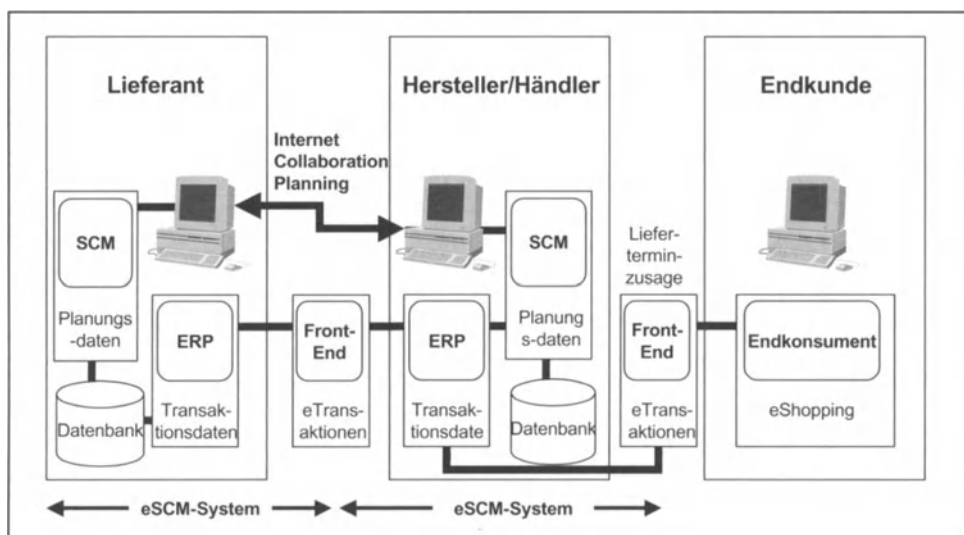 Lieferant
Hersteller/Händler
Endkunde
Internet
Collaboration
Planning
SCM
Planungs
-daten
ERP
Transak-
tionsdaten
Datenbank
Front-
End
eTrans-
aktionen
ERP
Transak-
tionsdate
SCM
Planung
s-daten
Datenbank
Liefer-
termin-
zusage
Front-
End
eTrans-
aktionen
Endkonsument
eShopping
eSCM-System
eSCM-System